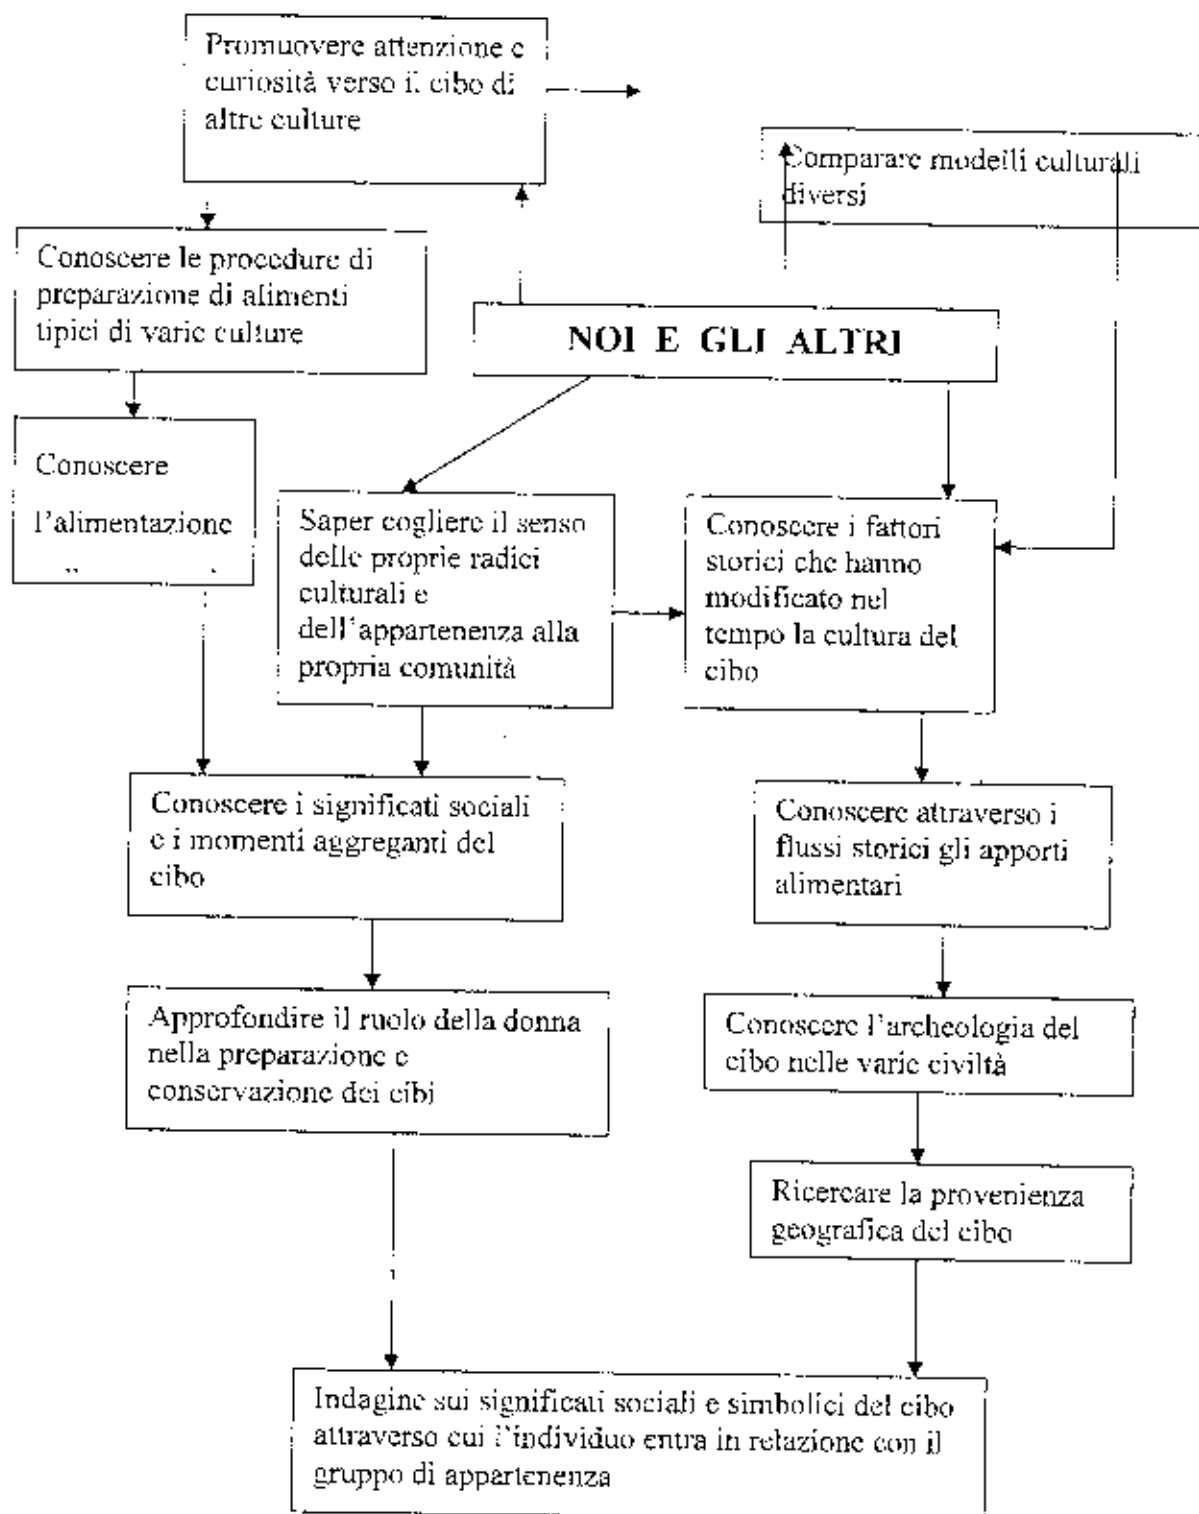 Promuovere attenzione e
curiosità verso il cibo di
altre culture
Comparare modelli culturali
diversi
Conoscere le procedure di
preparazione di alimenti
tipici di varie culture
NOI E GLI ALTRI
Conoscere
l'alimentazione
Saper cogliere il senso
delle proprie radici
culturali e
dell'appartenenza alla
propria comunità
Conoscere i fattori
storici che hanno
modificato nel
tempo la cultura del
cibo
Conoscere i significati sociali
e i momenti aggreganti del
cibo
Conoscere attraverso i
flussi storici gli apporti
alimentari
Approfondire il ruolo della donna
nella preparazione e
conservazione dei cibi
Conoscere l'archeologia del
cibo nelle varie civiltà
Ricercare la provenienza
geografica del cibo
Indagine sui significati sociali e simbolici del cibo
attraverso cui l'individuo entra in relazione con il
gruppo di appartenenza